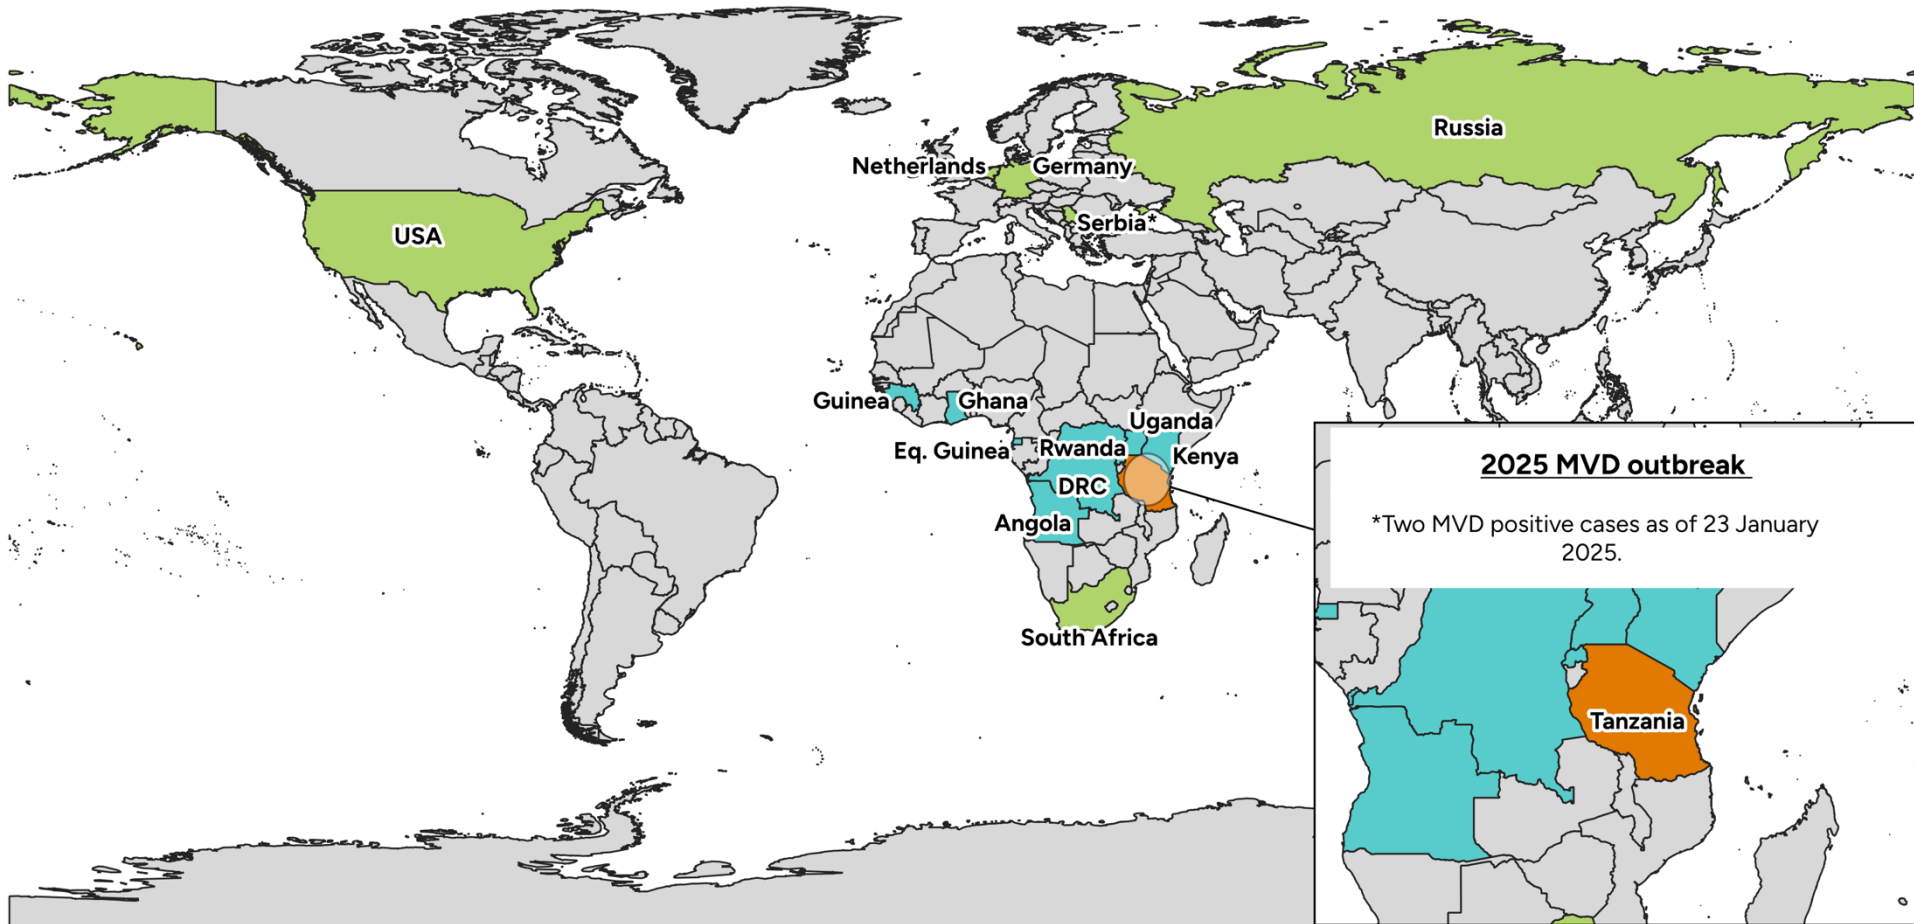 Russia
Netherlands
Germany
Serbia*
USA
Guinea
Ghana
Uganda
Eq. Guinea
Rwanda
Kenya
DRC
Angola
South Africa
2025 MVD outbreak
*Two MVD positive cases as of 23 January
2025.
Tanzania